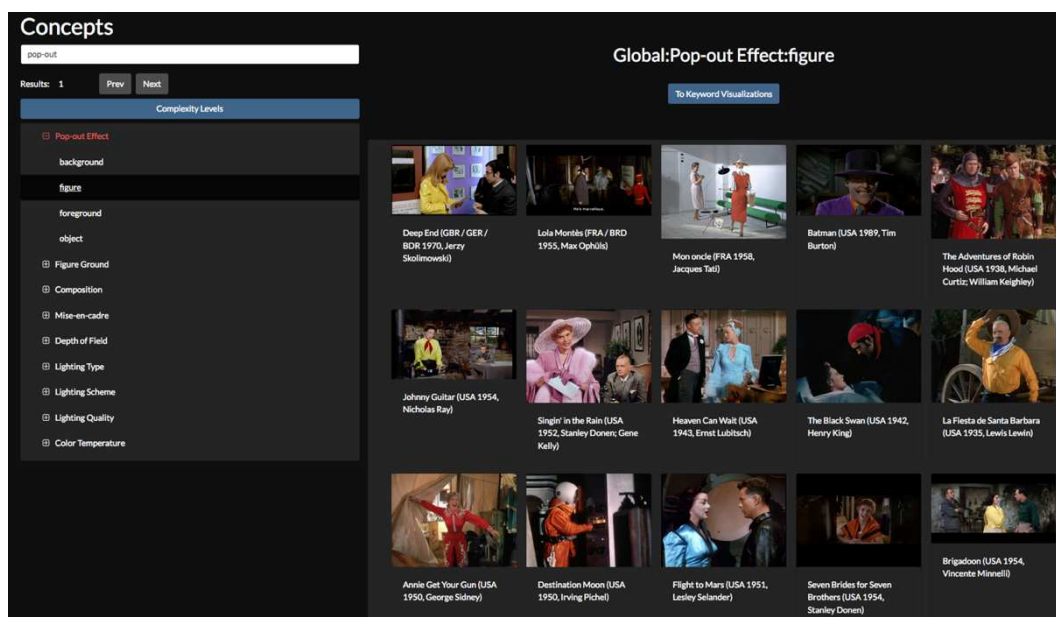 Concepts
pop-out
Results: 1 Prev Next
Complexity Levels
Pop-out Effect
background
figure
foreground
object
Figure Ground
Composition
Mise-en-cadre
Depth of Field
Lighting Type
Lighting Scheme
Lighting Quality
Color Temperature
Global:Pop-out Effect:figure
To Keyword Visualizations
Deep End (GBR / GER /
BDR 1970, Jerzy
Skolimowski)
He's marvellous.
Lola Montès (FRA / BRD
1955, Max Ophüls)
Mon oncle (FRA 1958,
Jacques Tati)
Batman (USA 1989, Tim
Burton)
The Adventures of Robin
Hood (USA 1938, Michael
Curtiz; William Keighley)
Johnny Guitar (USA 1954,
Nicholas Ray)
Singin' in the Rain (USA
1952, Stanley Donen; Gene
Kelly)
Heaven Can Wait (USA
1943, Ernst Lubitsch)
The Black Swan (USA 1942,
Henry King)
La Fiesta de Santa Barbara
(USA 1935, Lewis Lewin)
Annie Get Your Gun (USA
1950, George Sidney)
Destination Moon (USA
1950, Irving Pichel)
Flight to Mars (USA 1951,
Lesley Selander)
Seven Brides for Seven
Brothers (USA 1954,
Stanley Donen)
Brigadoon (USA 1954,
Vincente Minnelli)